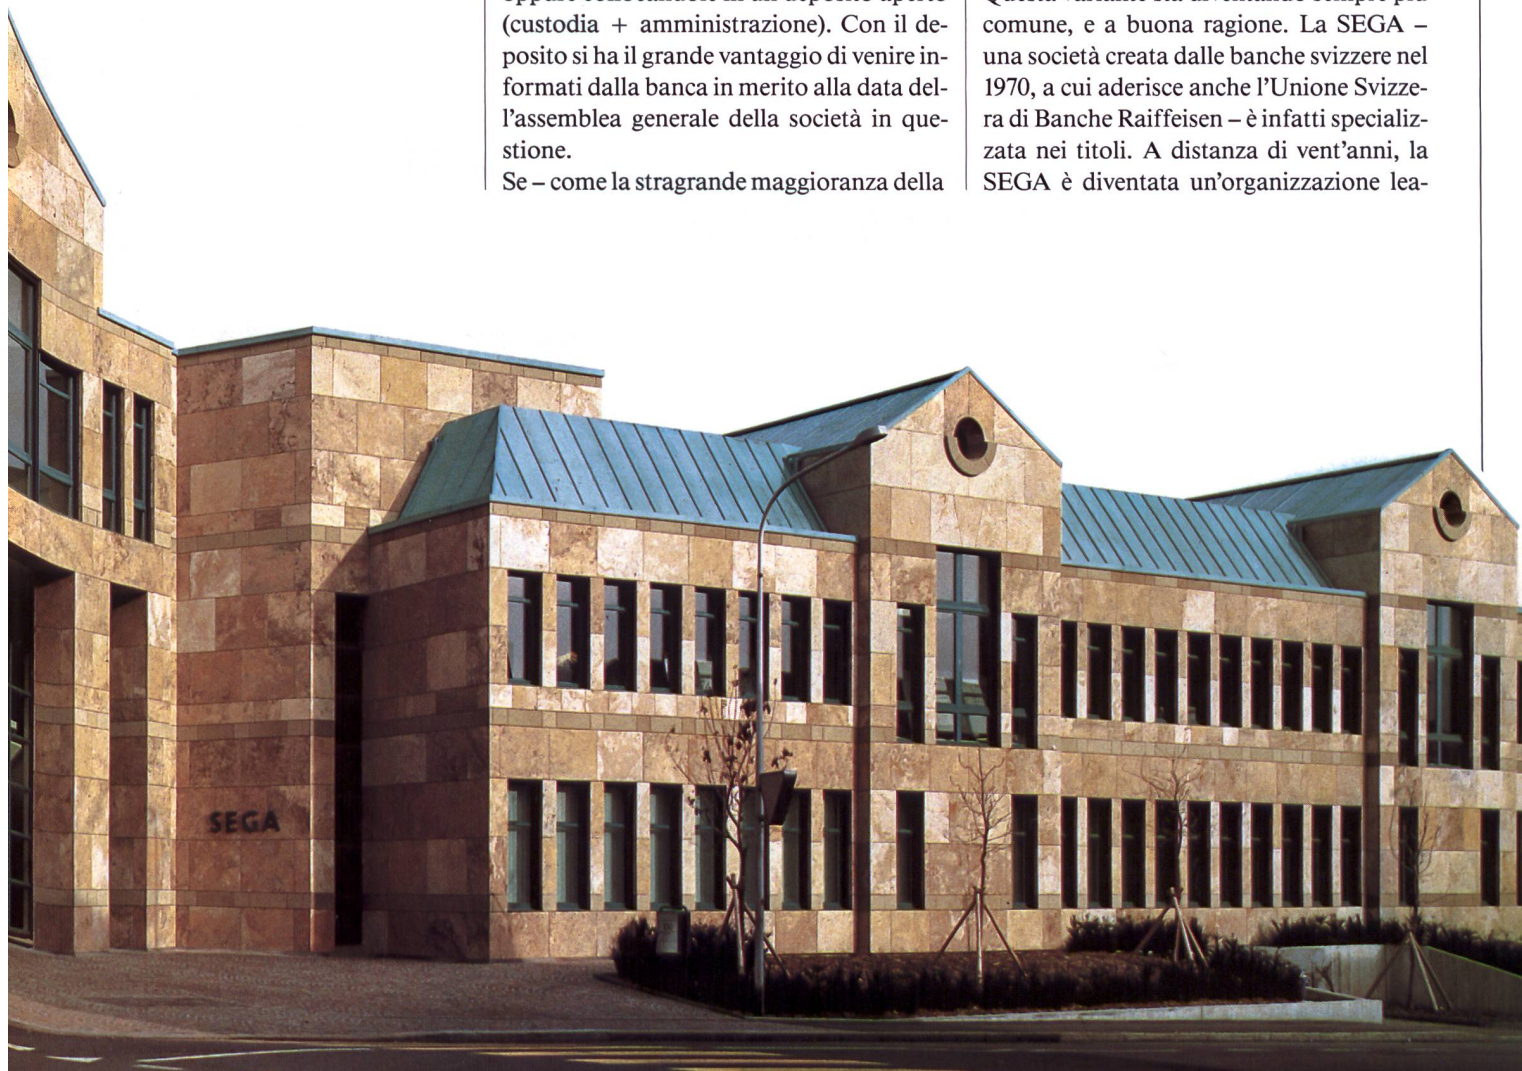 (custodia + amministrazione). Con il de-
posito si ha il grande vantaggio di venire in-
formati dalla banca in merito alla data del-
l'assemblea generale della società in que-
stione.
Se – come la stragrande maggioranza della
comune, e a buona ragione. La SEGA –
una società creata dalle banche svizzere nel
1970, a cui aderisce anche l'Unione Svizze-
ra di Banche Raiffeisen – è infatti specializ-
zata nei titoli. A distanza di vent'anni, la
SEGA è diventata un'organizzazione lea-
SEGA